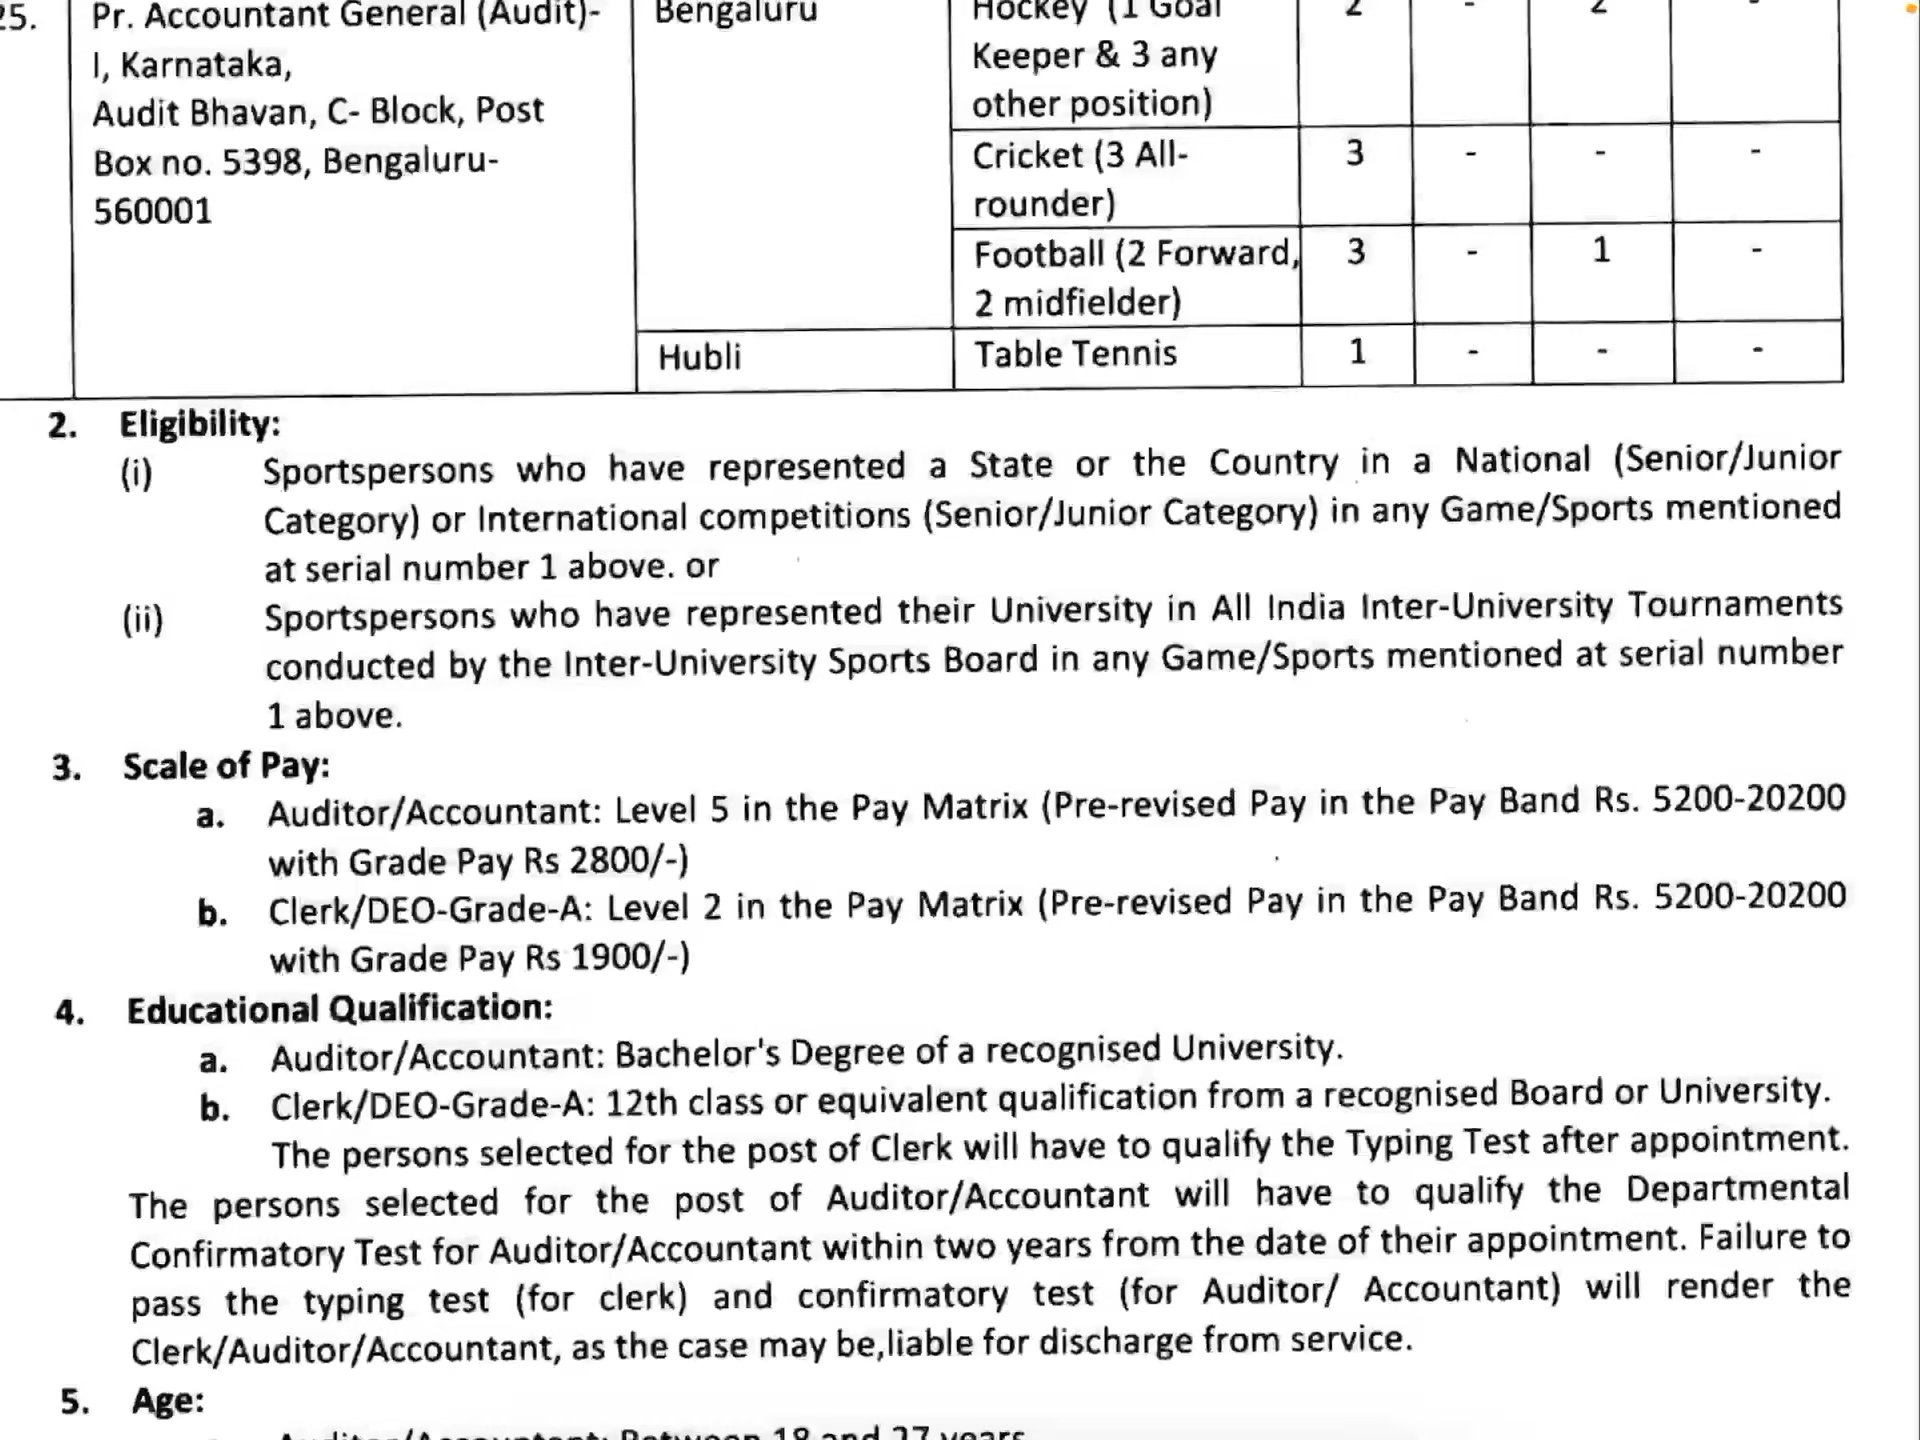 25. Pr. Accountant General (Audit)- Bengaluru Hockey (1 Goal 2 - 2 -
I, Karnataka, Keeper & 3 any
Audit Bhavan, C- Block, Post other position)
Box no. 5398, Bengaluru- Cricket (3 All- 3 - - -
560001 rounder)
Football (2 Forward, 3 - 1 -
2 midfielder)
Hubli Table Tennis 1 - - -
2. Eligibility:
(i) Sportspersons who have represented a State or the Country in a National (Senior/Junior
Category) or International competitions (Senior/Junior Category) in any Game/Sports mentioned
at serial number 1 above. or
(ii) Sportspersons who have represented their University in All India Inter-University Tournaments
conducted by the Inter-University Sports Board in any Game/Sports mentioned at serial number
1 above.
3. Scale of Pay:
a. Auditor/Accountant: Level 5 in the Pay Matrix (Pre-revised Pay in the Pay Band Rs. 5200-20200
with Grade Pay Rs 2800/-)
b. Clerk/DEO-Grade-A: Level 2 in the Pay Matrix (Pre-revised Pay in the Pay Band Rs. 5200-20200
with Grade Pay Rs 1900/-)
4. Educational Qualification:
a. Auditor/Accountant: Bachelor's Degree of a recognised University.
b. Clerk/DEO-Grade-A: 12th class or equivalent qualification from a recognised Board or University.
The persons selected for the post of Clerk will have to qualify the Typing Test after appointment.
The persons selected for the post of Auditor/Accountant will have to qualify the Departmental
Confirmatory Test for Auditor/Accountant within two years from the date of their appointment. Failure to
pass the typing test (for clerk) and confirmatory test (for Auditor/ Accountant) will render the
Clerk/Auditor/Accountant, as the case may be,liable for discharge from service.
5. Age:
Auditor/Accountant: Between 18 and 27 years